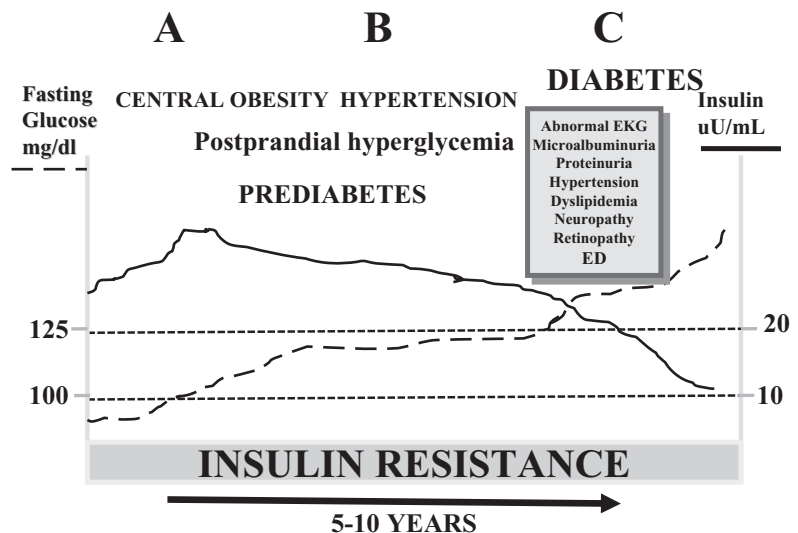 A B C
DIABETES
Fasting
Glucose
mg/dl
CENTRAL OBESITY HYPERTENSION
Insulin
uU/mL
Postprandial hyperglycemia
PREDIABETES
Abnormal EKG
Microalbuminuria
Proteinuria
Hypertension
Dyslipidemia
Neuropathy
Retinopathy
ED
125 20
100 10
INSULIN RESISTANCE
5-10 YEARS